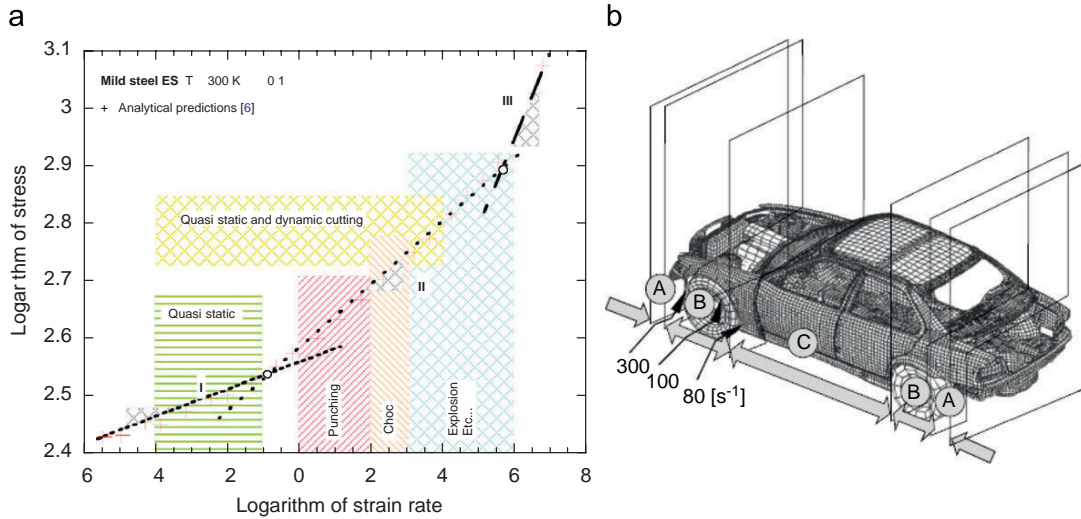 a
b
3.1
3
2.9
2.8
2.7
2.6
2.5
2.4
Logar thm of stress
Mild steel ES T 300 K 0 1
+ Analytical predictions [6]
III
Quasi static and dynamic cutting
II
Quasi static
I
Punching
Choc
Explosion
Etc...
6 4 2 0 2 4 6 8
Logarithm of strain rate
A
B
C
B
A
300
100
80 [s⁻¹]